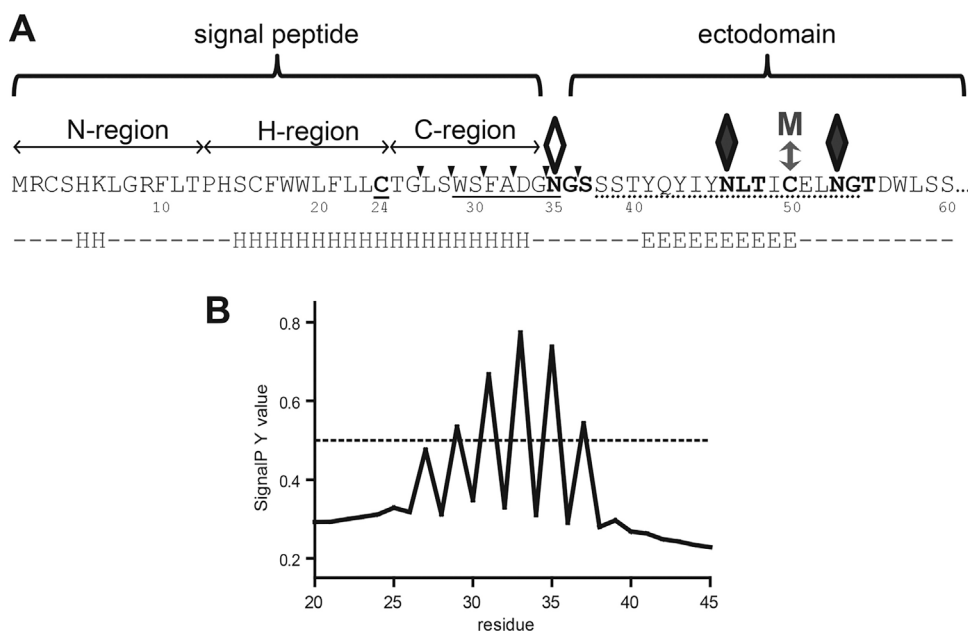 A
signal peptide ectodomain
N-region H-region C-region M
MRCSHKLGRFLTPHSCFWWLFLLCTGLSWSFADGNGSSSTYQYIYNLTICELNGTDWLSS...
10 20 24 30 35 40 50 60
----HH--------HHHHHHHHHHHHHHHHHHH-------EEEEEEEEEE----------
B
SignalP Y value
0.8
0.6
0.4
0.2
20 25 30 35 40 45
residue